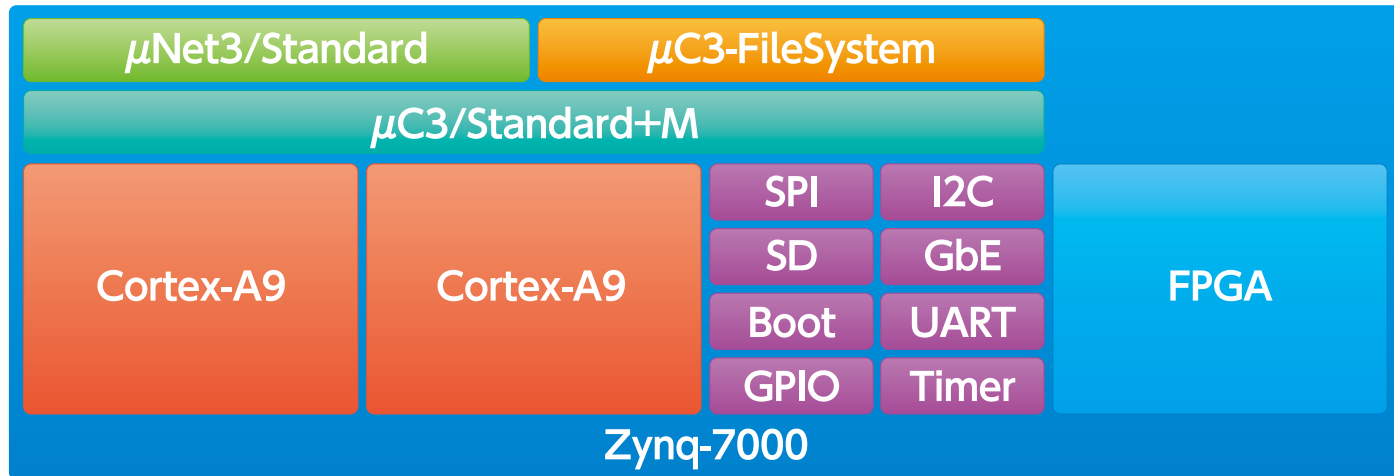 μNet3/Standard
μC3-FileSystem
μC3/Standard+M
Cortex-A9
Cortex-A9
SPI
I2C
SD
GbE
Boot
UART
GPIO
Timer
FPGA
Zynq-7000